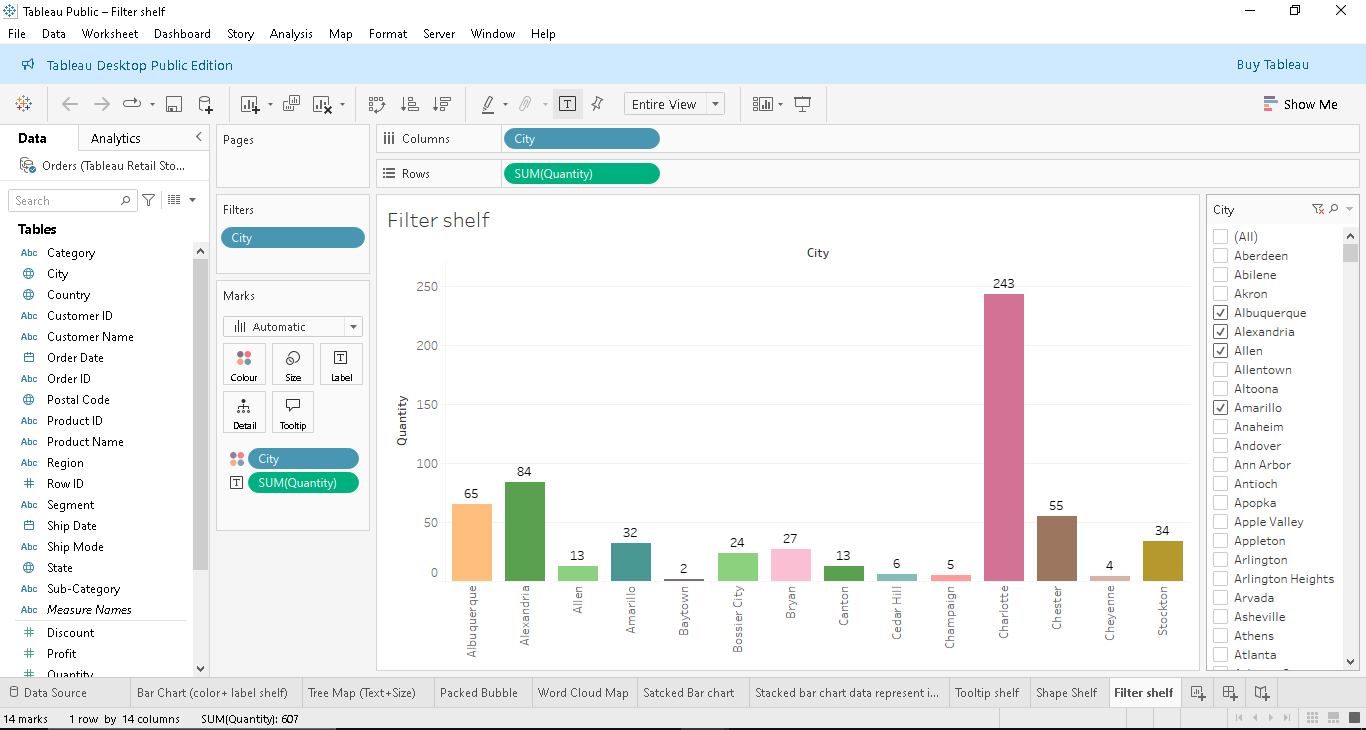 Tableau Public – Filter shelf
File Data Worksheet Dashboard Story Analysis Map Format Server Window Help
Tableau Desktop Public Edition
Buy Tableau
Entire View
Show Me
Data
Analytics
Orders (Tableau Retail Sto...
Search
Tables
Abc Category
City
Country
Abc Customer ID
Abc Customer Name
Order Date
Abc Order ID
Postal Code
Abc Product ID
Abc Product Name
Abc Region
# Row ID
Abc Segment
Ship Date
Abc Ship Mode
State
Abc Sub-Category
Abc Measure Names
# Discount
# Profit
# Quantity
Pages
Filters
City
Marks
Automatic
Colour Size Label
Detail Tooltip
City
SUM(Quantity)
Columns City
Rows SUM(Quantity)
Filter shelf
City
Quantity
250
200
150
100
50
0
65
84
13
32
2
24
27
13
6
5
243
55
4
34
Albuquerque
Alexandria
Allen
Amarillo
Baytown
Bossier City
Bryan
Canton
Cedar Hill
Champaign
Charlotte
Chester
Cheyenne
Stockton
City
(All)
Aberdeen
Abilene
Akron
Albuquerque
Alexandria
Allen
Allentown
Altoona
Amarillo
Anaheim
Andover
Ann Arbor
Antioch
Apopka
Apple Valley
Appleton
Arlington
Arlington Heights
Arvada
Asheville
Athens
Atlanta
Data Source Bar Chart (color+ label shelf) Tree Map (Text+Size) Packed Bubble Word Cloud Map Satcked Bar chart Stacked bar chart data represent i... Tooltip shelf Shape Shelf Filter shelf
14 marks 1 row by 14 columns SUM(Quantity): 607